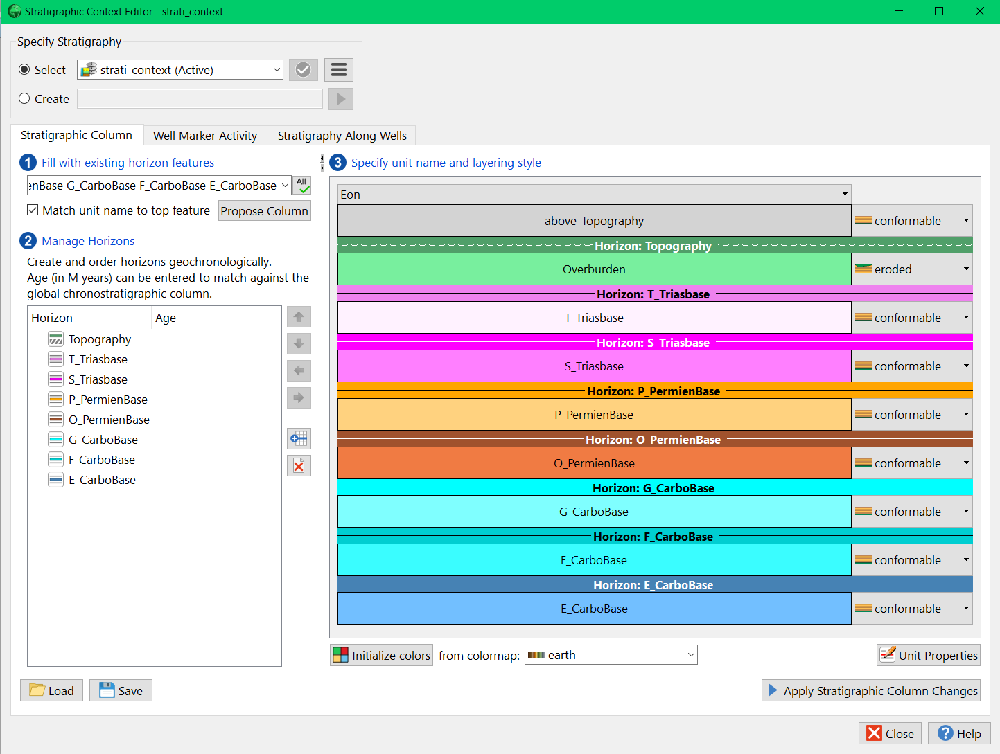 Stratigraphic Context Editor - strati_context
Specify Stratigraphy
Select
strati_context (Active)
Create
Stratigraphic Column
Well Marker Activity
Stratigraphy Along Wells
1 Fill with existing horizon features
enBase G_CarboBase F_CarboBase E_CarboBase
All
Match unit name to top feature
Propose Column
2 Manage Horizons
Create and order horizons geochronologically.
Age (in M years) can be entered to match against the
global chronostratigraphic column.
Horizon Age
Topography
T_Triasbase
S_Triasbase
P_PermienBase
O_PermienBase
G_CarboBase
F_CarboBase
E_CarboBase
3 Specify unit name and layering style
Eon
above_Topography conformable
Horizon: Topography
Overburden eroded
Horizon: T_Triasbase
T_Triasbase conformable
Horizon: S_Triasbase
S_Triasbase conformable
Horizon: P_PermienBase
P_PermienBase conformable
Horizon: O_PermienBase
O_PermienBase conformable
Horizon: G_CarboBase
G_CarboBase conformable
Horizon: F_CarboBase
F_CarboBase conformable
Horizon: E_CarboBase
E_CarboBase conformable
Initialize colors from colormap: earth
Unit Properties
Load
Save
Apply Stratigraphic Column Changes
Close
? Help